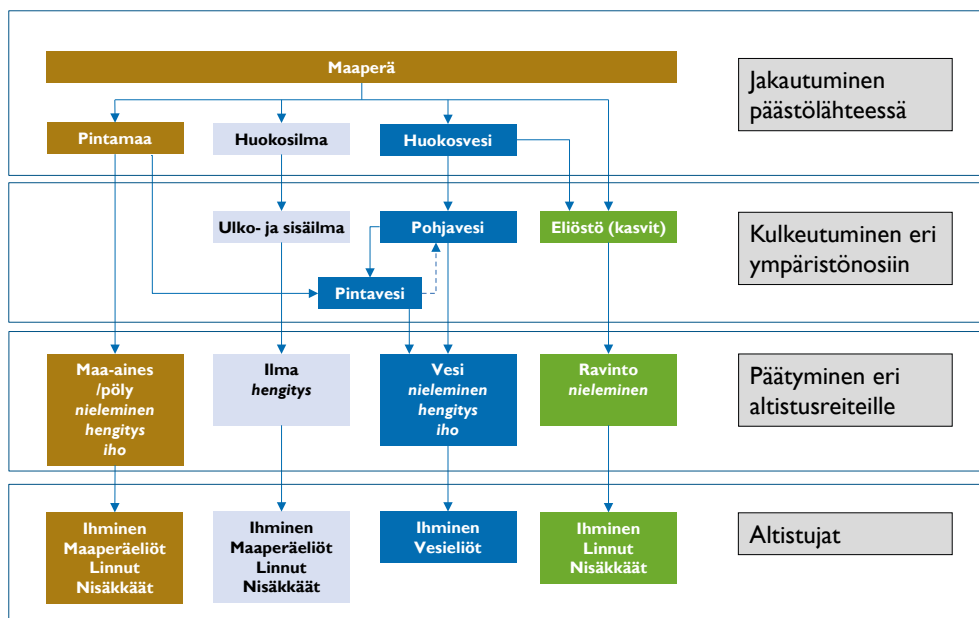 Maaperä
Jakautuminen
päästölähteessä
Pintamaa
Huokosilma
Huokosvesi
Ulko- ja sisäilma
Pohjavesi
Eliöstö (kasvit)
Kulkeutuminen eri
ympäristönosiin
Pintavesi
Maa-aines
/pöly
nieleminen
hengitys
iho
Ilma
hengitys
Vesi
nieleminen
hengitys
iho
Ravinto
nieleminen
Päätyminen eri
altistusreiteille
Ihminen
Maaperäeliöt
Linnut
Nisäkkäät
Ihminen
Maaperäeliöt
Linnut
Nisäkkäät
Ihminen
Vesieliöt
Ihminen
Linnut
Nisäkkäät
Altistujat